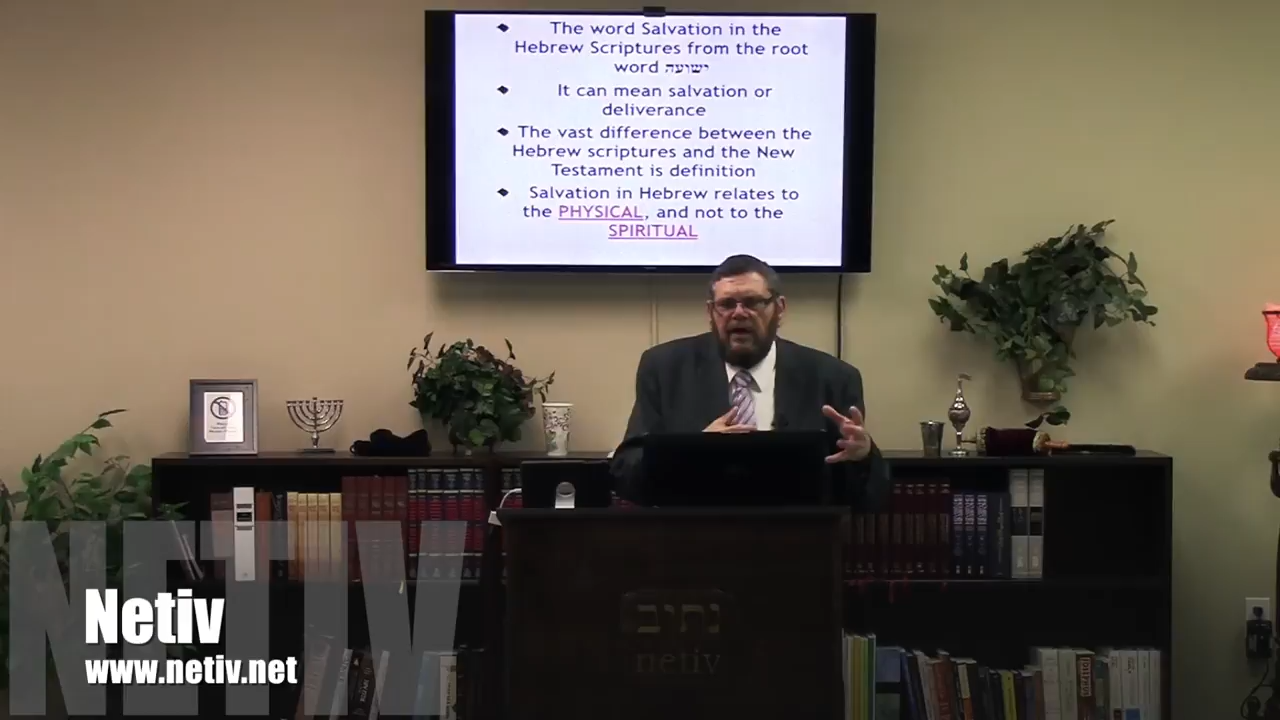 The word Salvation in the
Hebrew Scriptures from the root
word ישועה
It can mean salvation or
deliverance
The vast difference between the
Hebrew scriptures and the New
Testament is definition
Salvation in Hebrew relates to
the PHYSICAL, and not to the
SPIRITUAL
NETIV
Netiv
www.netiv.net
נתיב
netiv